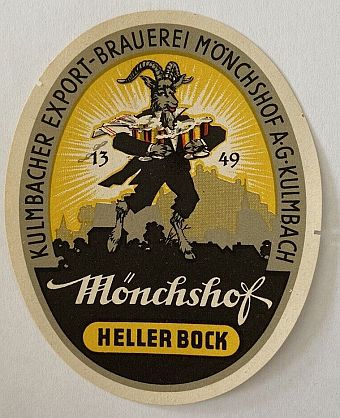 KULMBACHER EXPORT-BRAUEREI MÖNCHSHOF A.G. KULMBACH
13 49
Mönchshof
HELLER BOCK